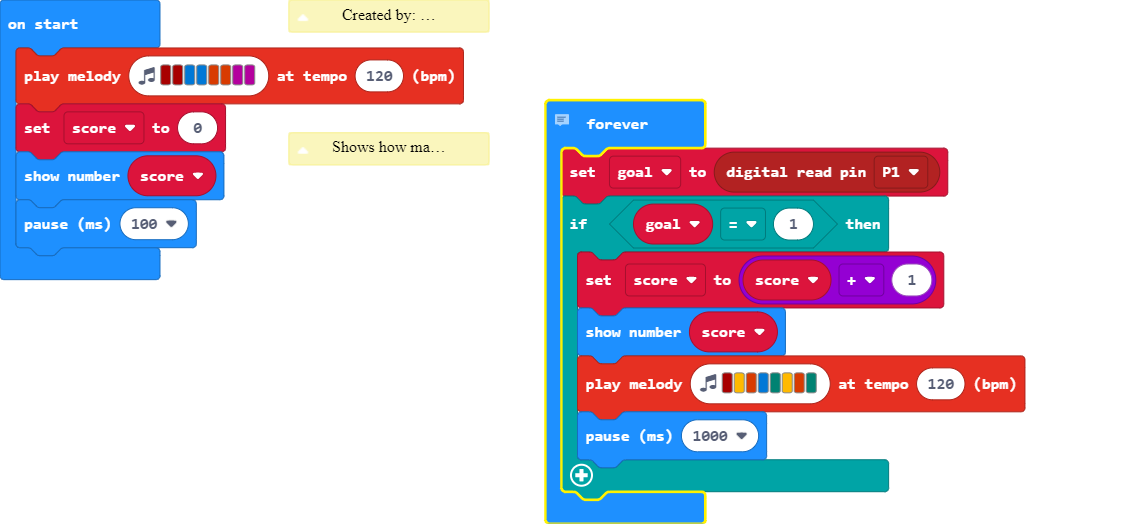 on start
play melody at tempo 120 (bpm)
set score to 0
show number score
pause (ms) 100
Created by: …
Shows how ma…
forever
set goal to digital read pin P1
if goal = 1 then
set score to score + 1
show number score
play melody at tempo 120 (bpm)
pause (ms) 1000